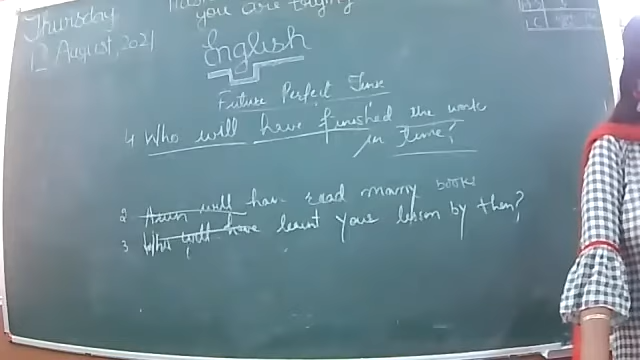 Thursday
you are trying
12 August, 2021
English
Future Perfect Tense
4 Who will have finished the work
in time?
2 Arun will have read many books
3 Who will have learnt your lesson by then?